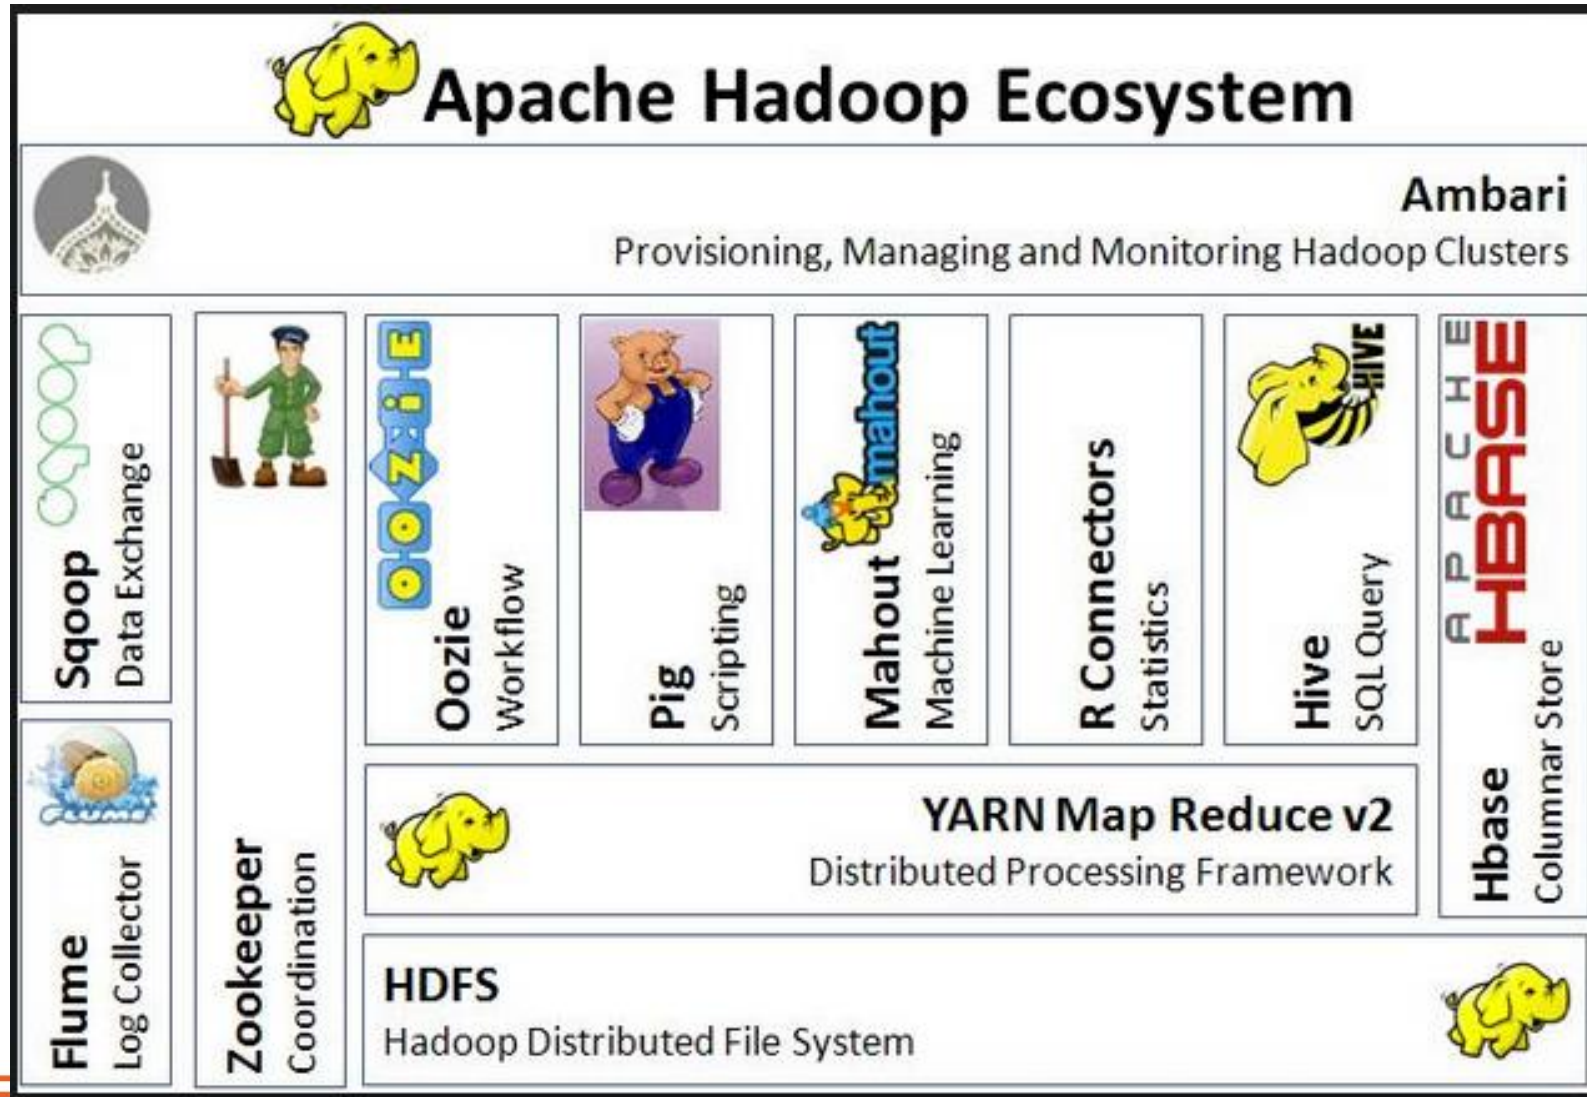 Apache Hadoop Ecosystem
Ambari
Provisioning, Managing and Monitoring Hadoop Clusters
Sqoop
Data Exchange
FLUME
Flume
Log Collector
Zookeeper
Coordination
OOZIE
Oozie
Workflow
Pig
Scripting
mahout
Mahout
Machine Learning
R Connectors
Statistics
HIVE
Hive
SQL Query
APACHE
HBASE
Hbase
Columnar Store
YARN Map Reduce v2
Distributed Processing Framework
HDFS
Hadoop Distributed File System